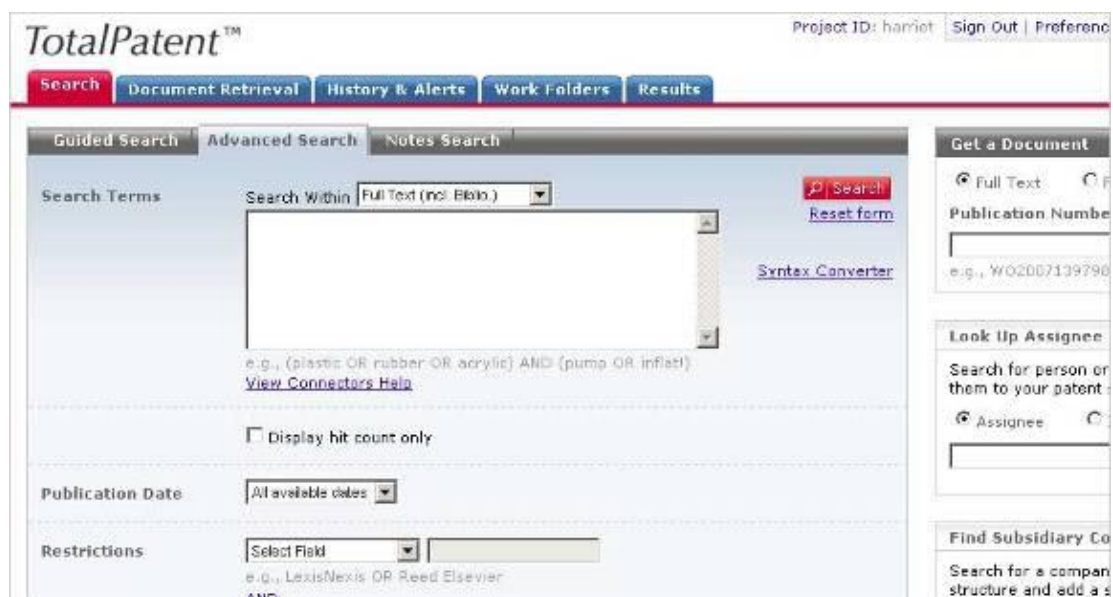 TotalPatent™
Project ID: harriet Sign Out | Preferenc
Search Document Retrieval History & Alerts Work Folders Results
Guided Search Advanced Search Notes Search
Search Terms
Search Within Full Text (incl. Biblio.)
Search
Reset form
Syntax Converter
e.g., (plastic OR rubber OR acrylic) AND (pump OR inflat!)
View Connectors Help
Display hit count only
Publication Date All available dates
Restrictions Select Field
e.g., LexisNexis OR Reed Elsevier
AND
Get a Document
Full Text
Publication Numbe
e.g., WO2007139790
Look Up Assignee
Search for person or
them to your patent
Assignee
Find Subsidiary Co
Search for a compan
structure and add a s